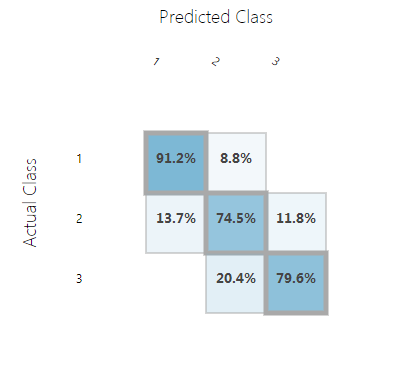 Predicted Class
1 2 3
Actual Class
1 91.2% 8.8%
2 13.7% 74.5% 11.8%
3 20.4% 79.6%